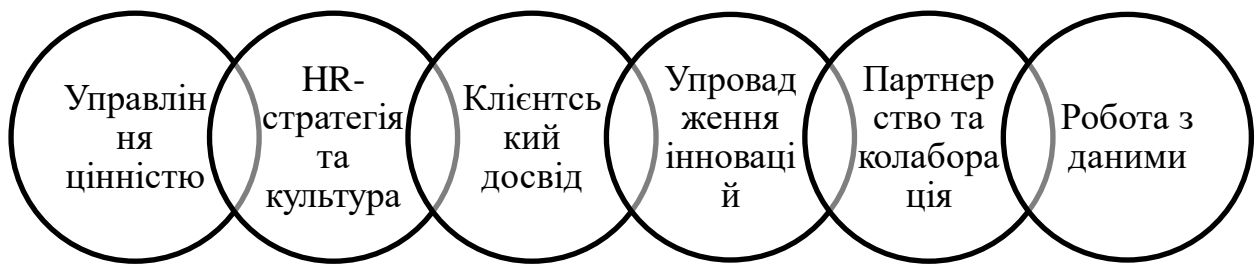 Управлін
ня
цінністю
HR-
стратегія
та
культура
Клієнтсь
кий
досвід
Упровад
ження
інноваці
й
Партнер
ство та
колабора
ція
Робота з
даними